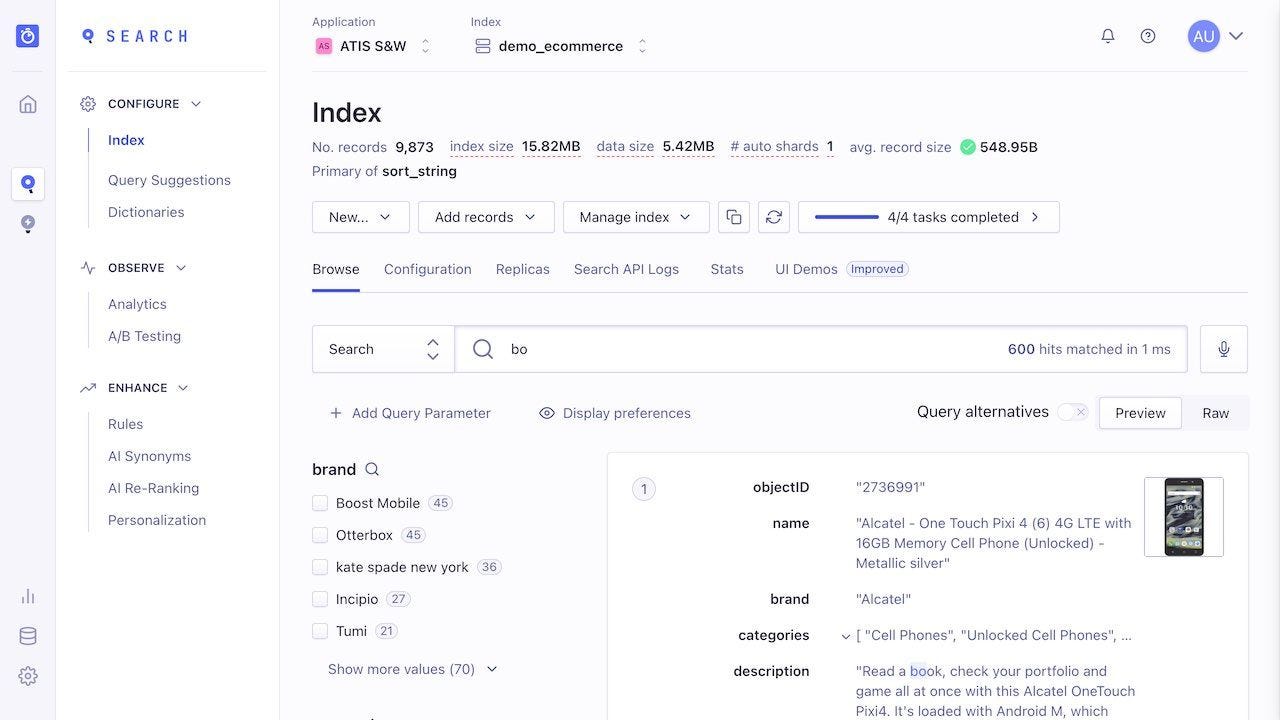 SEARCH
CONFIGURE
Index
Query Suggestions
Dictionaries
OBSERVE
Analytics
A/B Testing
ENHANCE
Rules
AI Synonyms
AI Re-Ranking
Personalization
Application Index
AS ATIS S&W demo_ecommerce
AU
Index
No. records 9,873 index size 15.82MB data size 5.42MB # auto shards 1 avg. record size 548.95B
Primary of sort_string
New... Add records Manage index 4/4 tasks completed
Browse Configuration Replicas Search API Logs Stats UI Demos Improved
Search bo 600 hits matched in 1 ms
Add Query Parameter Display preferences Query alternatives Preview Raw
brand
Boost Mobile 45
Otterbox 45
kate spade new york 36
Incipio 27
Tumi 21
Show more values (70)
1 objectID "2736991"
name "Alcatel - One Touch Pixi 4 (6) 4G LTE with
16GB Memory Cell Phone (Unlocked) -
Metallic silver"
brand "Alcatel"
categories [ "Cell Phones", "Unlocked Cell Phones", ...
description "Read a book, check your portfolio and
game all at once with this Alcatel OneTouch
Pixi4. It's loaded with Android M, which